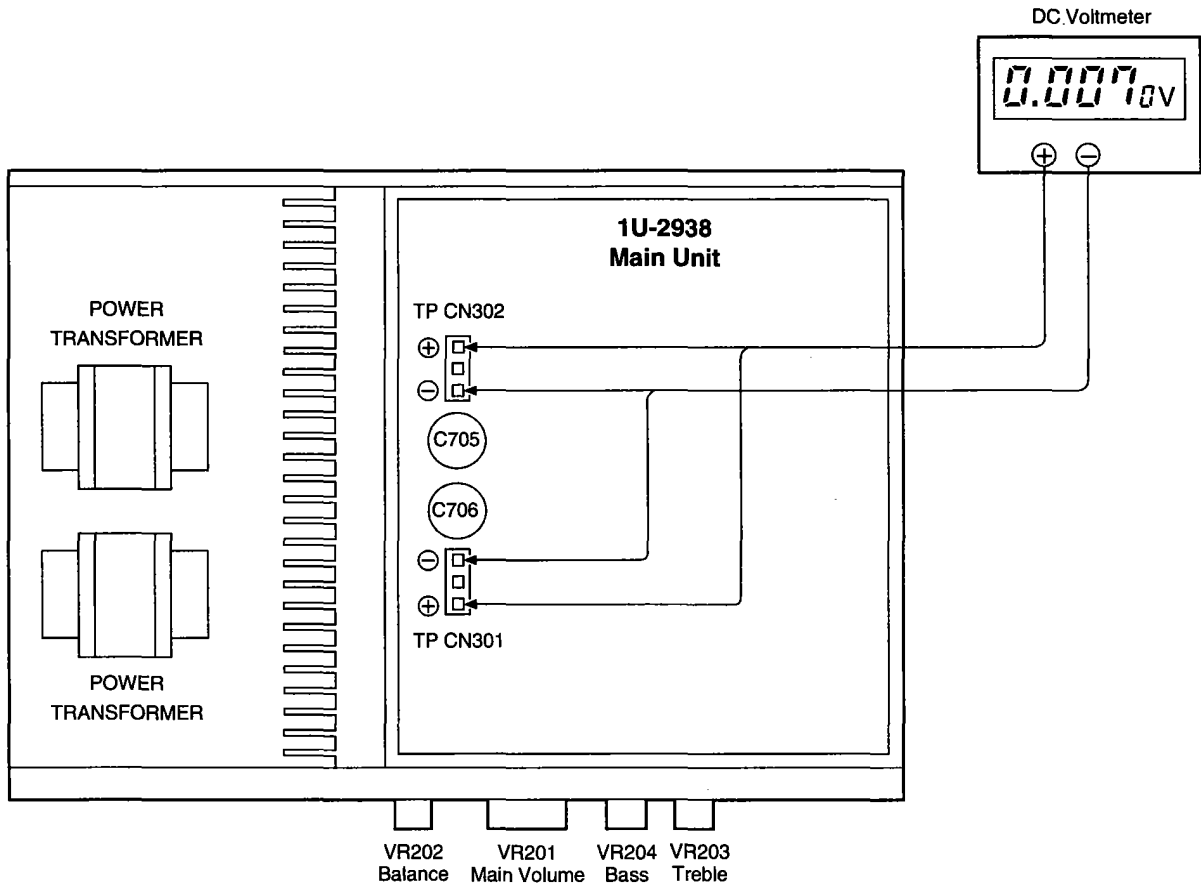 DC.Voltmeter
0.0070V
⊕ ⊖
1U-2938
Main Unit
TP CN302
⊕
⊖
C705
C706
⊖
⊕
TP CN301
POWER
TRANSFORMER
POWER
TRANSFORMER
VR202
Balance
VR201
Main Volume
VR204
Bass
VR203
Treble